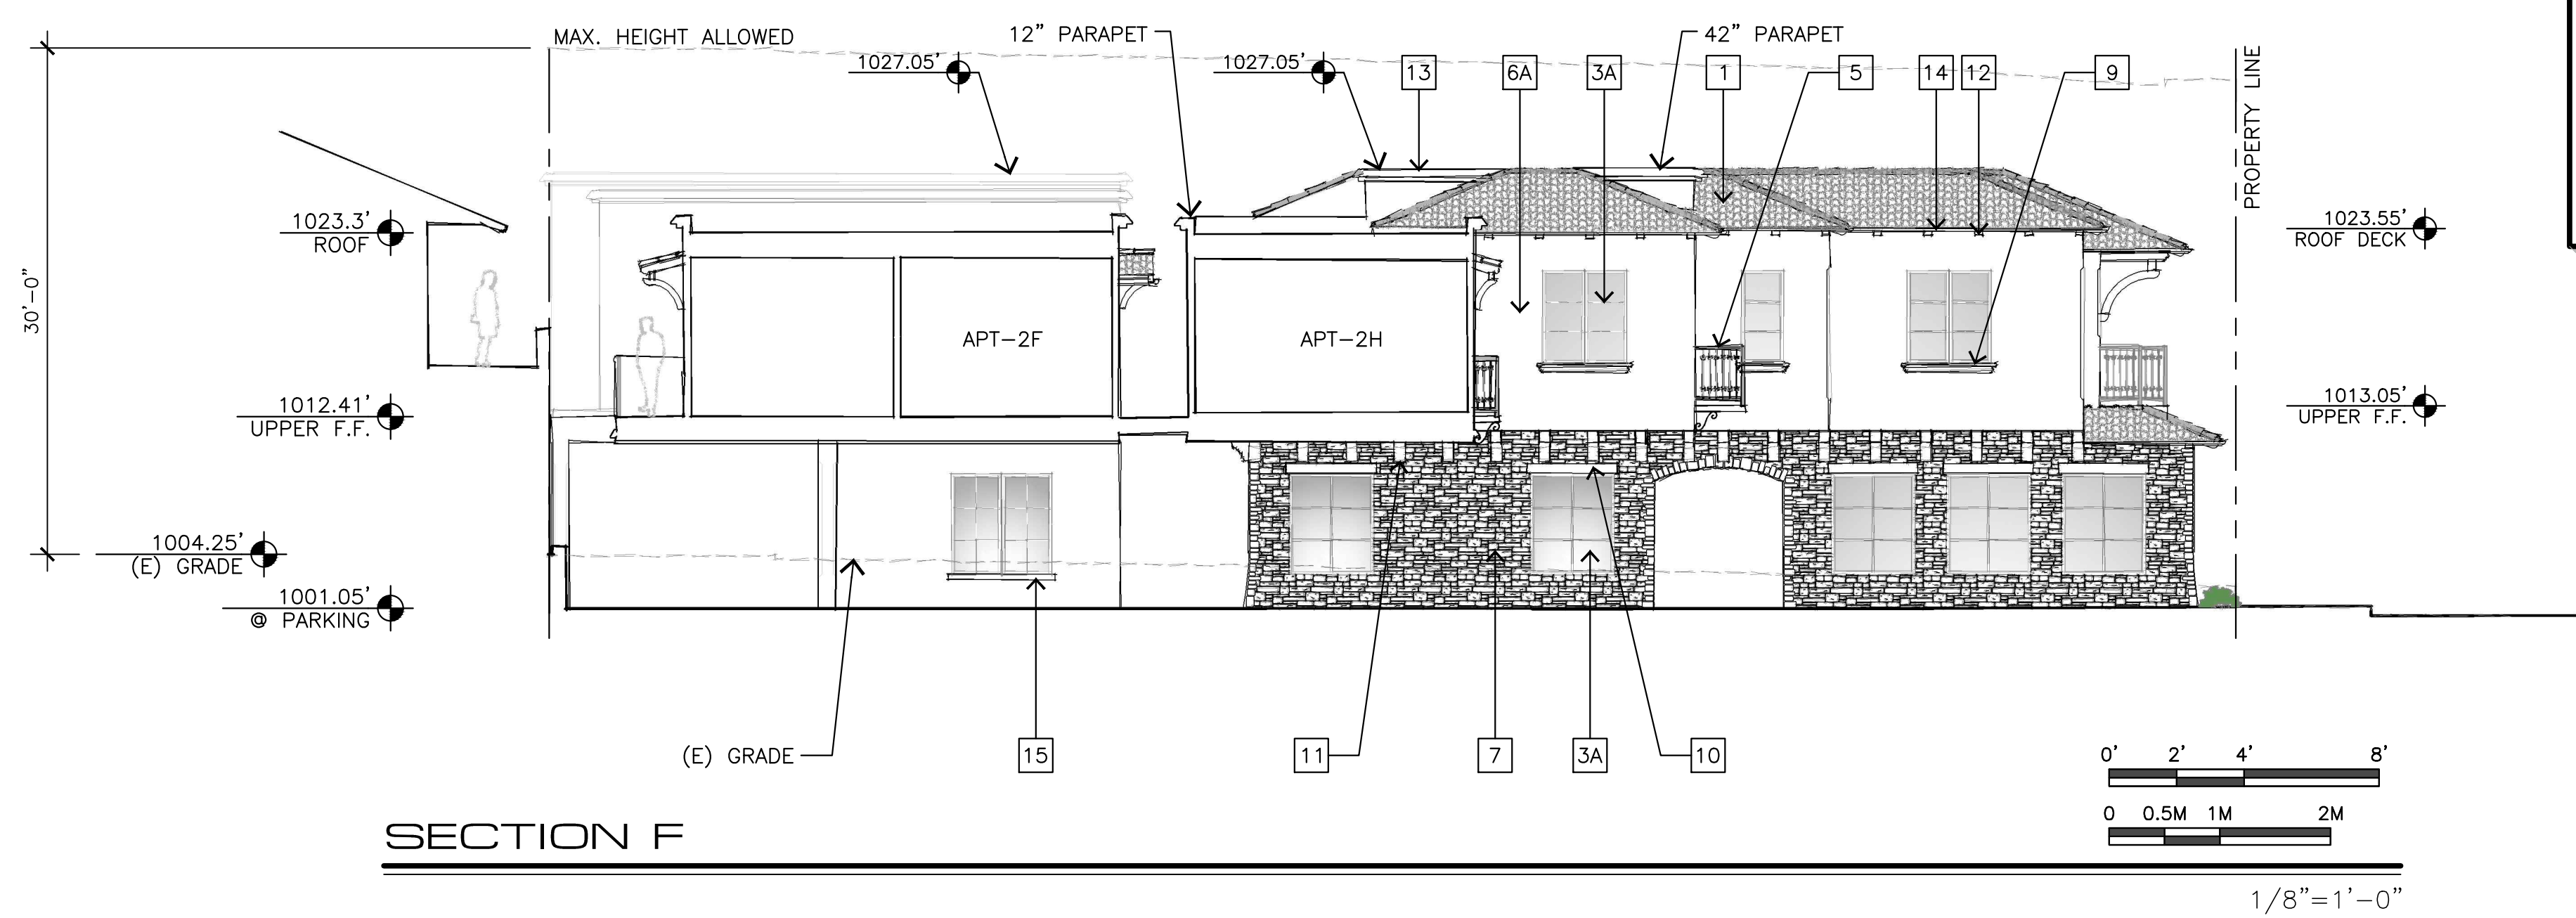 MAX. HEIGHT ALLOWED
12" PARAPET
42" PARAPET
1027.05'
1027.05'
13
6A
3A
1
5
14
12
9
PROPERTY LINE
30'-0"
1023.3'
ROOF
1023.55'
ROOF DECK
APT-2F
APT-2H
1012.41'
UPPER F.F.
1013.05'
UPPER F.F.
1004.25'
(E) GRADE
1001.05'
@ PARKING
(E) GRADE
15
11
7
3A
10
0' 2' 4' 8'
0 0.5M 1M 2M
SECTION F
1/8"=1'-0"